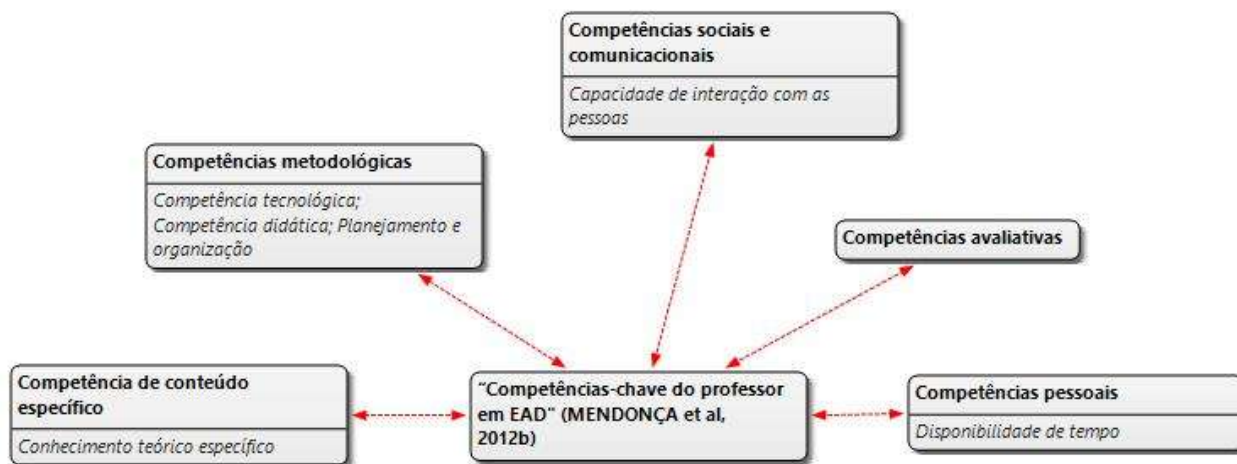 Competências sociais e
comunicacionais
Capacidade de interação com as
pessoas
Competências metodológicas
Competência tecnológica;
Competência didática; Planejamento e
organização
Competências avaliativas
Competência de conteúdo
específico
Conhecimento teórico específico
“Competências-chave do professor
em EAD" (MENDONÇA et al,
2012b)
Competências pessoais
Disponibilidade de tempo